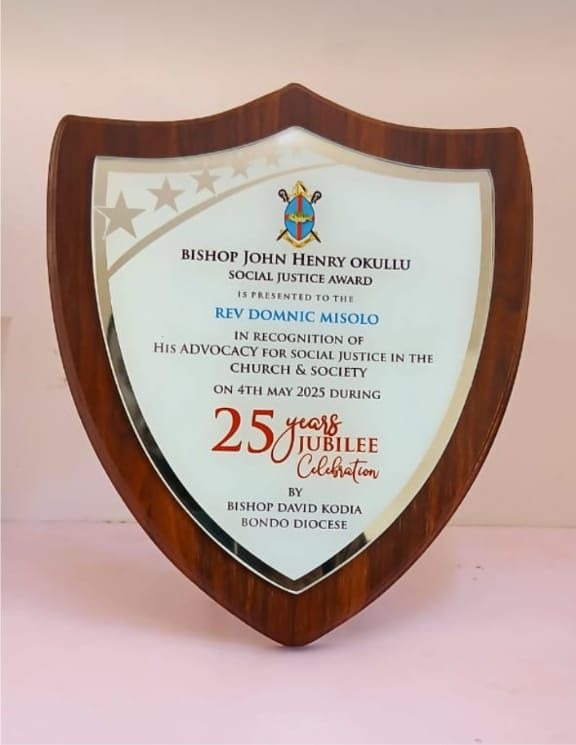 BISHOP JOHN HENRY OKULLU
SOCIAL JUSTICE AWARD
IS PRESENTED TO THE
REV DOMNIC MISOLO
IN RECOGNITION OF
HIS ADVOCACY FOR SOCIAL JUSTICE IN THE
CHURCH & SOCIETY
ON 4TH MAY 2025 DURING
25 years
JUBILEE
Celebration
BY
BISHOP DAVID KODIA
BONDO DIOCESE